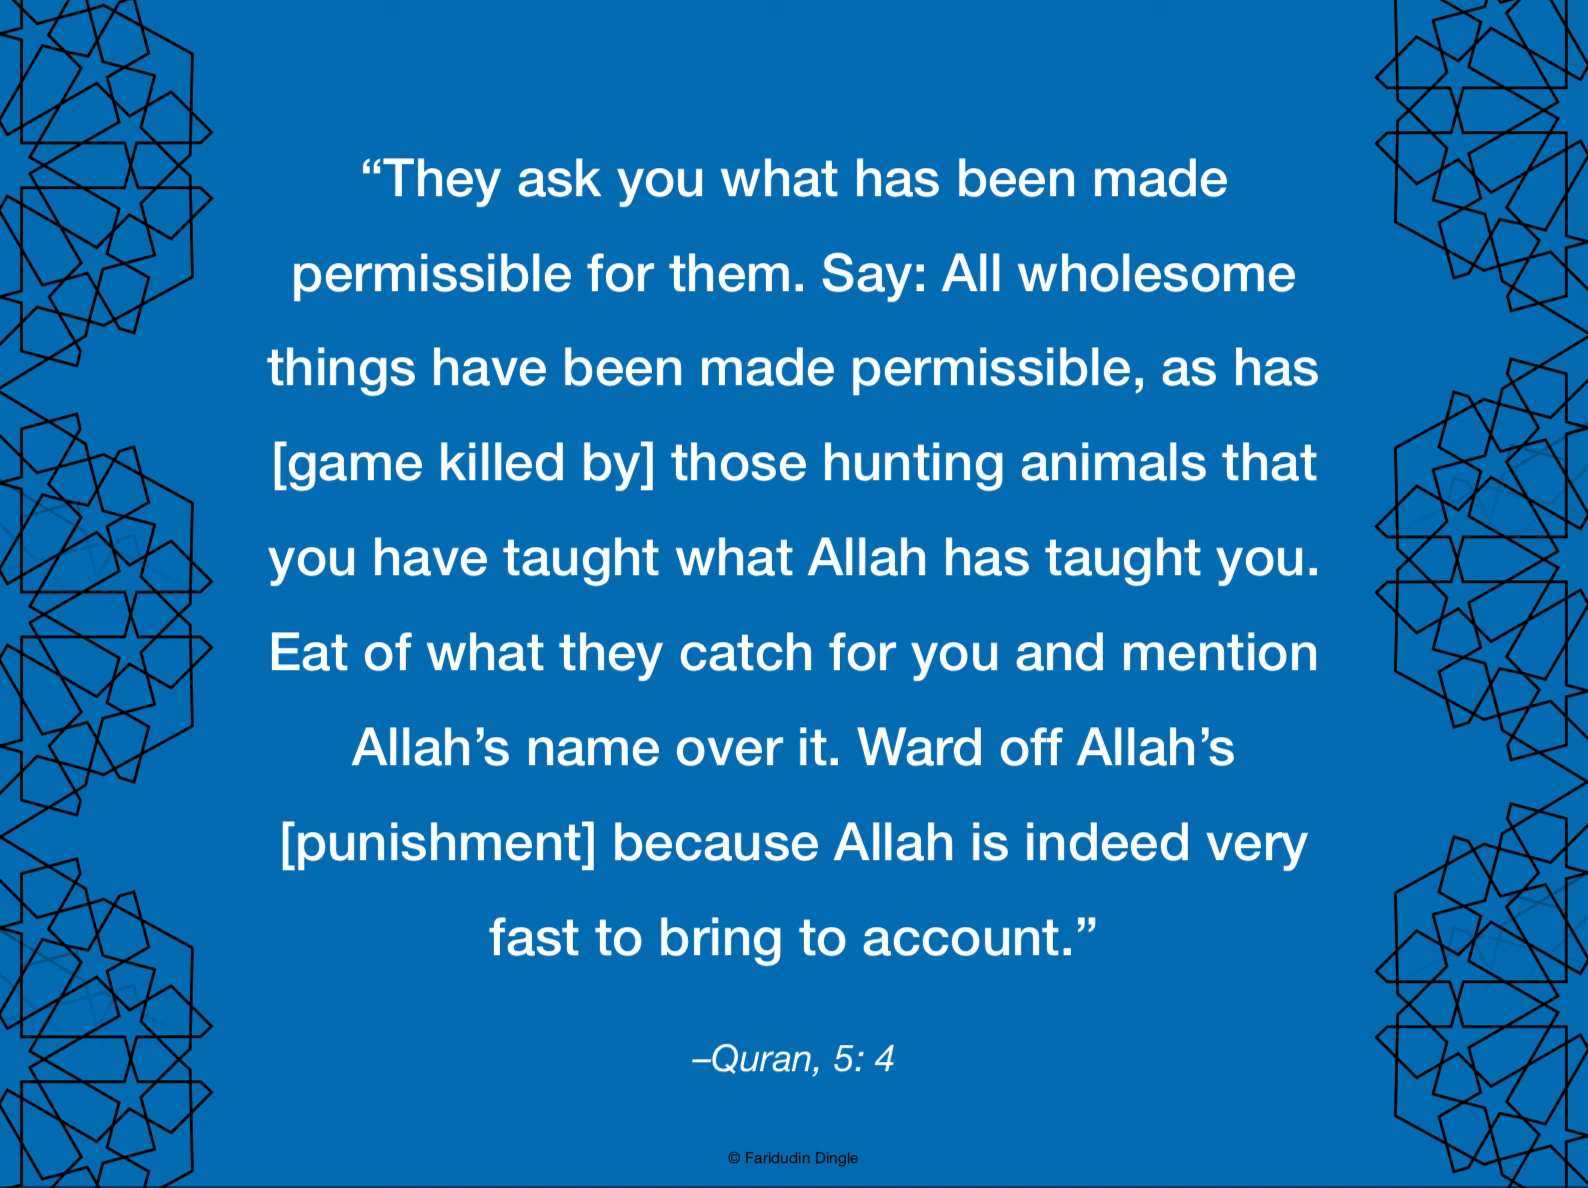 “They ask you what has been made
permissible for them. Say: All wholesome
things have been made permissible, as has
[game killed by] those hunting animals that
you have taught what Allah has taught you.
Eat of what they catch for you and mention
Allah’s name over it. Ward off Allah’s
[punishment] because Allah is indeed very
fast to bring to account.”
–Quran, 5: 4
© Faridudin Dingle